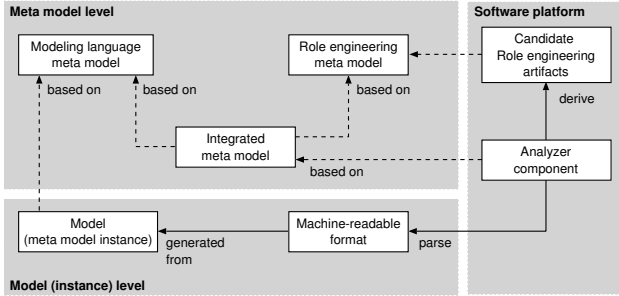 Meta model level
Software platform
Modeling language
meta model
Role engineering
meta model
Candidate
Role engineering
artifacts
based on
based on
based on
derive
Integrated
meta model
Analyzer
component
based on
Model
(meta model instance)
generated
from
Machine-readable
format
parse
Model (instance) level